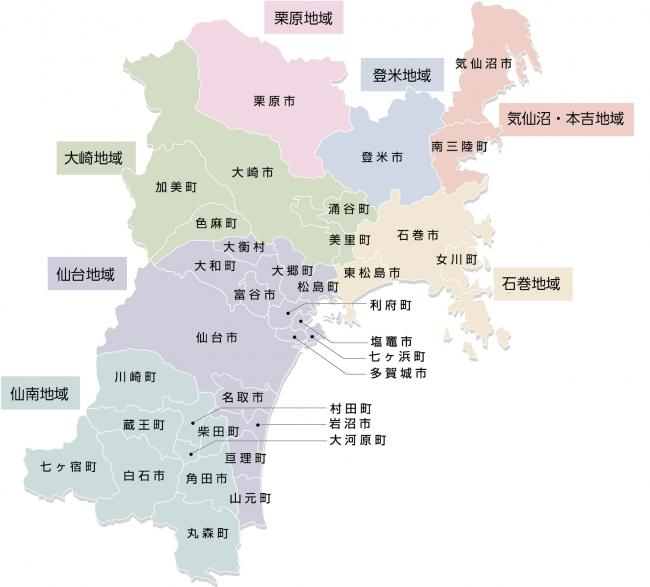 栗原地域
気仙沼市
登米地域
栗原市
気仙沼・本吉地域
南三陸町
大崎地域
登米市
大崎市
加美町
涌谷町
色麻町
石巻市
美里町
大衡村
女川町
大和町
大郷町
東松島市
仙台地域
松島町
石巻地域
富谷市
利府町
仙台市
塩竈市
七ヶ浜町
多賀城市
川崎町
仙南地域
名取市
村田町
蔵王町
岩沼市
柴田町
大河原町
亘理町
七ヶ宿町
白石市
角田市
山元町
丸森町